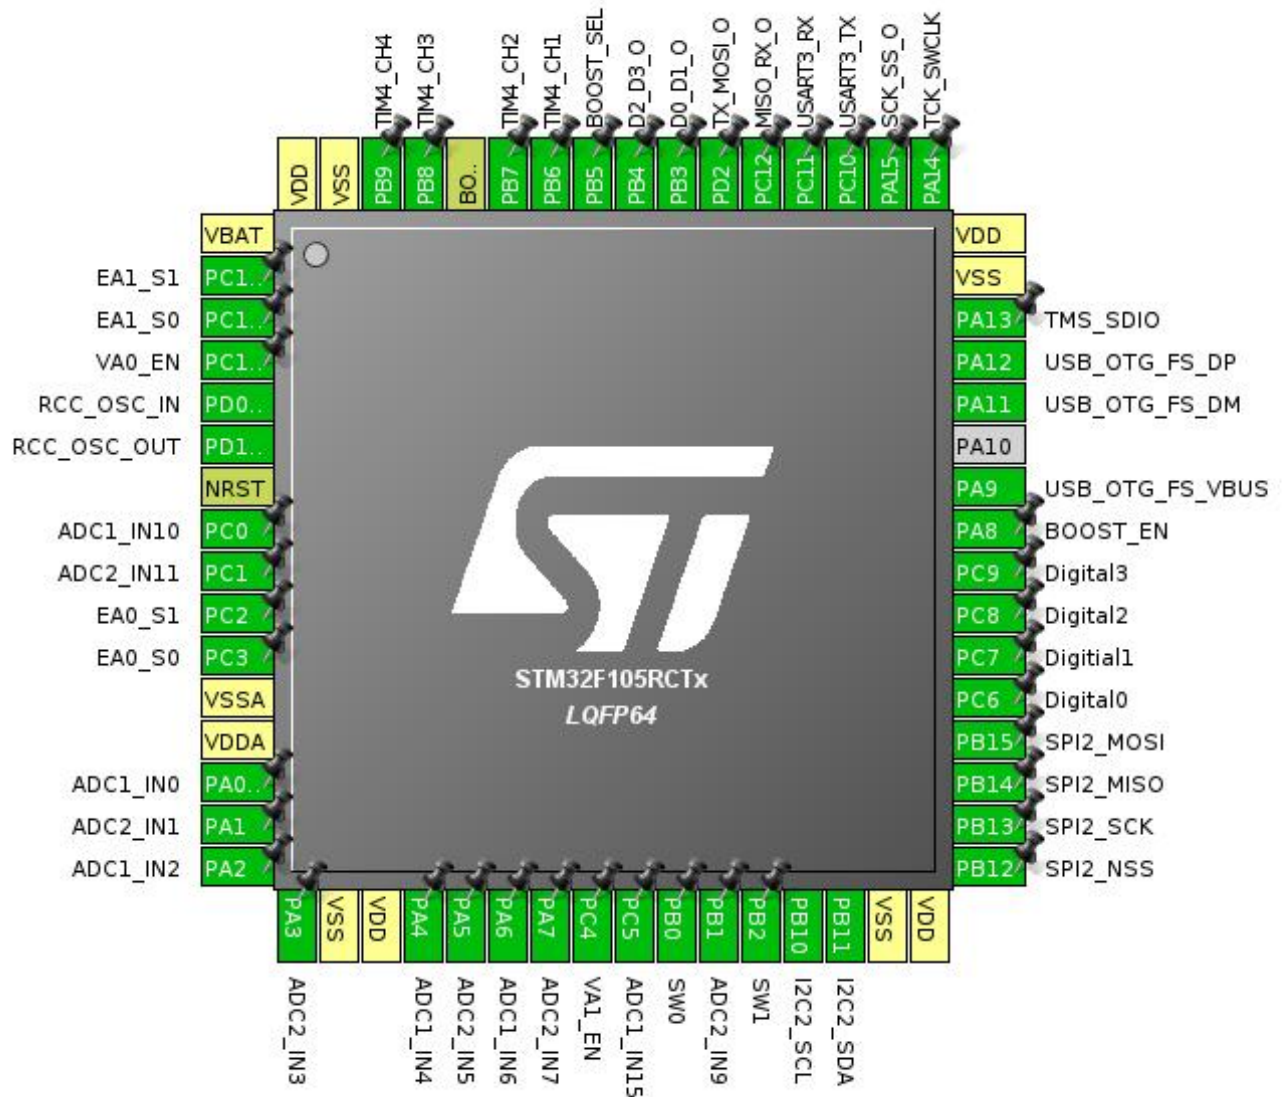 TIM4_CH4
TIM4_CH3
TIM4_CH2
TIM4_CH1
BOOST_SEL
D2_D3_O
D0_D1_O
TX_MOSI_O
MISO_RX_O
USART3_RX
USART3_TX
SCK_SS_O
TCK_SWCLK
VDD
VSS
PB9
PB8
BO..
PB7
PB6
PB5
PB4
PB3
PD2
PC12
PC11
PC10
PA15
PA14
VBAT
EA1_S1 PC1..
EA1_S0 PC1..
VA0_EN PC1..
RCC_OSC_IN PD0..
RCC_OSC_OUT PD1..
NRST
ADC1_IN10 PC0
ADC2_IN11 PC1
EA0_S1 PC2
EA0_S0 PC3
VSSA
VDDA
ADC1_IN0 PA0..
ADC2_IN1 PA1
ADC1_IN2 PA2
STM32F105RCTx
LQFP64
VDD
VSS
PA13 TMS_SDIO
PA12 USB_OTG_FS_DP
PA11 USB_OTG_FS_DM
PA10
PA9 USB_OTG_FS_VBUS
PA8 BOOST_EN
PC9 Digital3
PC8 Digital2
PC7 Digitial1
PC6 Digital0
PB15 SPI2_MOSI
PB14 SPI2_MISO
PB13 SPI2_SCK
PB12 SPI2_NSS
PA3
VSS
VDD
PA4
PA5
PA6
PA7
PC4
PC5
PB0
PB1
PB2
PB10
PB11
VSS
VDD
ADC2_IN3
ADC1_IN4
ADC2_IN5
ADC1_IN6
ADC2_IN7
VA1_EN
ADC1_IN15
SW0
ADC2_IN9
SW1
I2C2_SCL
I2C2_SDA